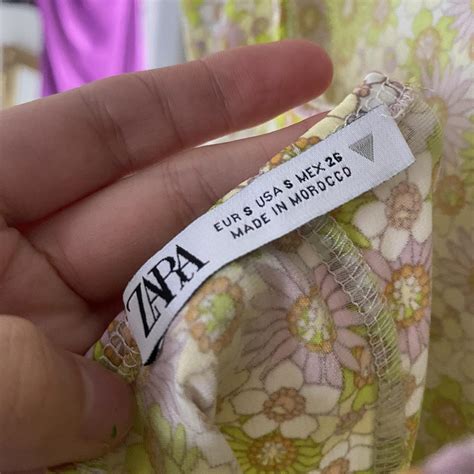 ZARA
EUR S USA S MEX 26
MADE IN MOROCCO